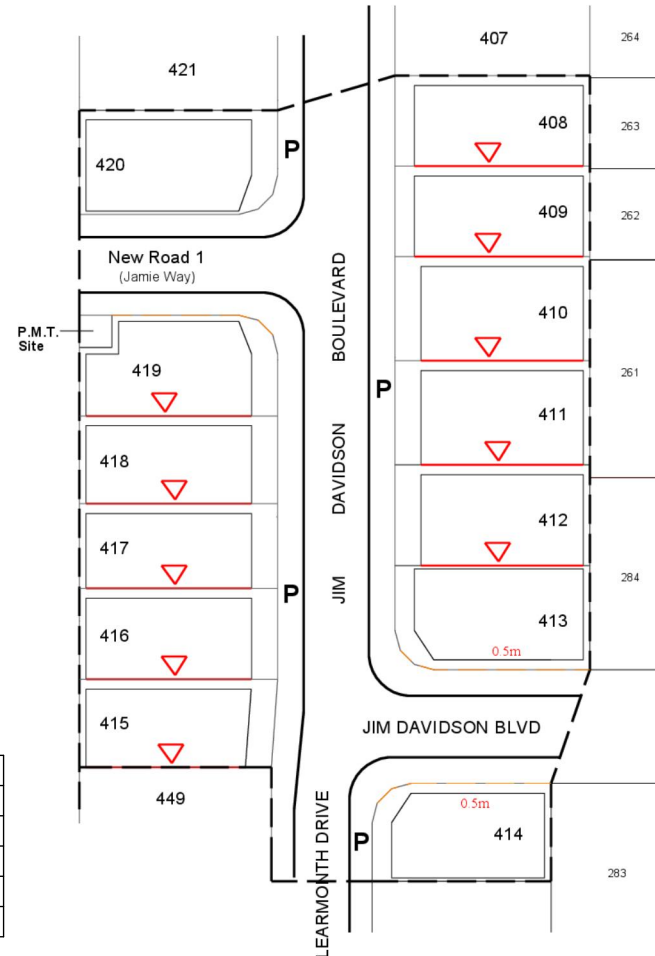 407
264
421
408
263
P
420
409
262
New Road 1
(Jamie Way)
BOULEVARD
410
P.M.T.
Site
419
261
P
411
DAVIDSON
418
412
417
284
JIM
P
413
416
0.5m
415
JIM DAVIDSON BLVD
449
0.5m
414
P
LEARMONTH DRIVE
283